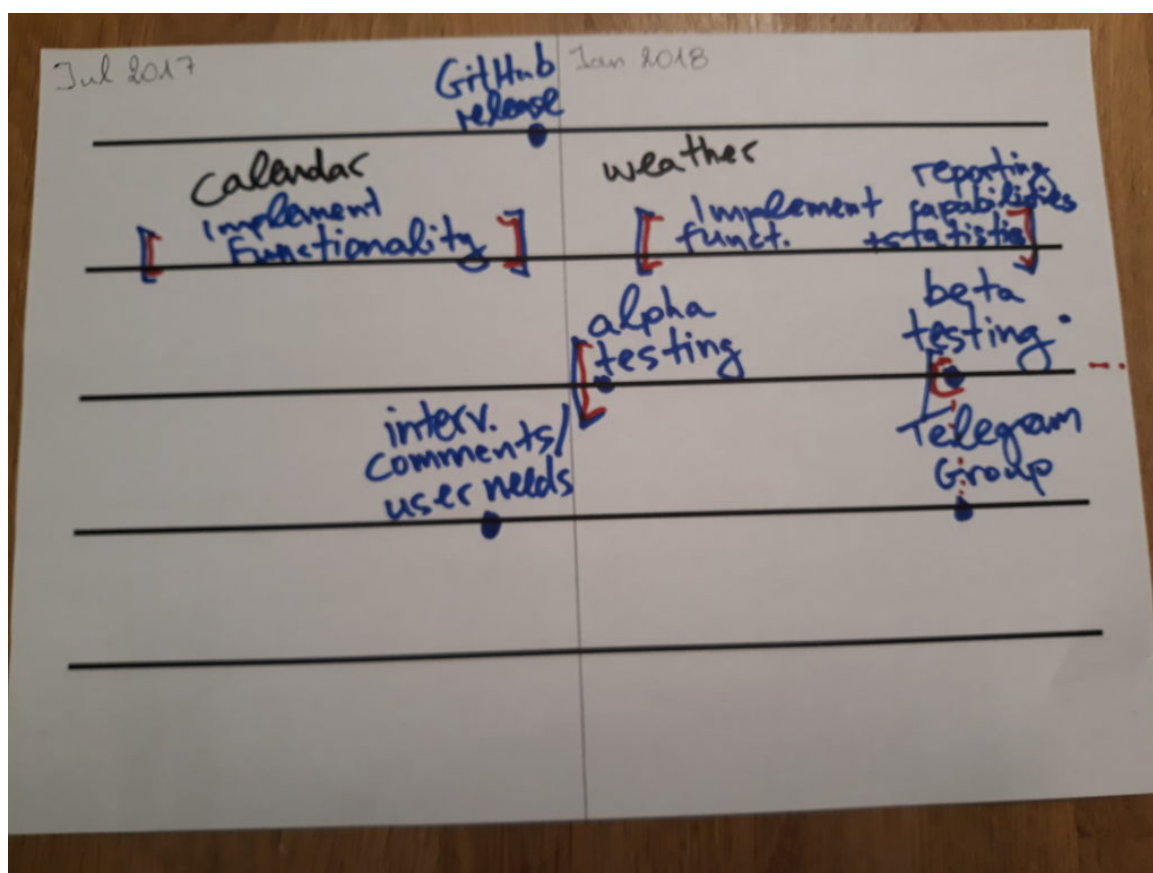 Jul 2017
Jan 2018
GitHub
release
Calendar
Implement
Functionality
weather
Implement
funct.
reporting
capabilities
+statistics
alpha
testing
beta
testing
interv.
comments/
user needs
Telegram
Group